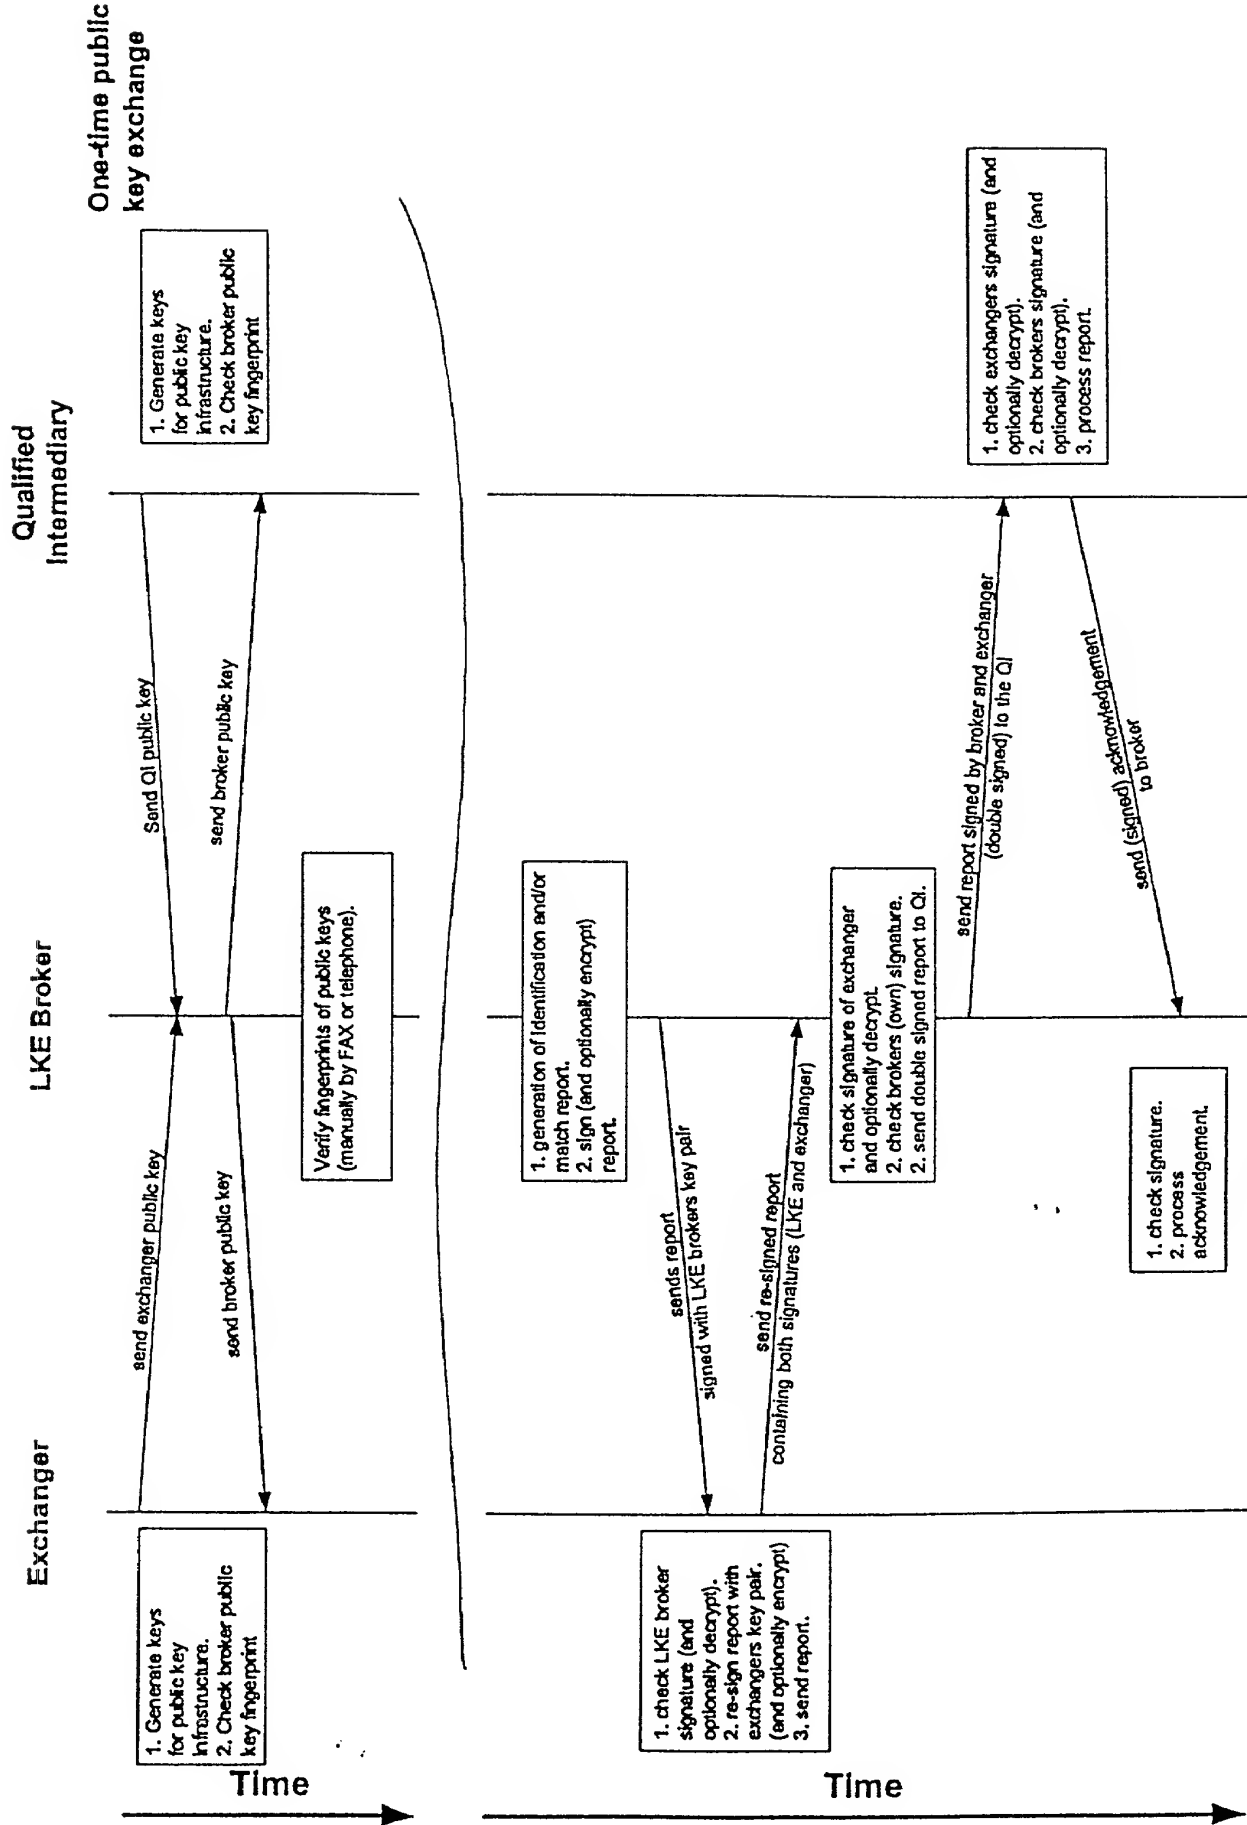 One-time public
key exchange
Exchanger
LKE Broker
Qualified
Intermediary
1. Generate keys
for public key
infrastructure.
2. Check broker public
key fingerprint
1. Generate keys
for public key
infrastructure.
2. Check broker public
key fingerprint
send exchanger public key
Send QI public key
send broker public key
send broker public key
Verify fingerprints of public keys
(manually by FAX or telephone).
Time
1. generation of identification and/or
match report.
2. sign (and optionally encrypt)
report.
sends report
signed with LKE brokers key pair
1. check LKE broker
signature (and
optionally decrypt).
2. re-sign report with
exchangers key pair.
(and optionally encrypt)
3. send report.
send re-signed report
containing both signatures (LKE and exchanger)
1. check signature of exchanger
and optionally decrypt.
2. check brokers (own) signature.
2. send double signed report to QI.
send report signed by broker and exchanger
(double signed) to the QI
1. check exchangers signature (and
optionally decrypt).
2. check brokers signature (and
optionally decrypt).
3. process report.
send (signed) acknowledgement
to broker
1. check signature.
2. process
acknowledgement.
Time